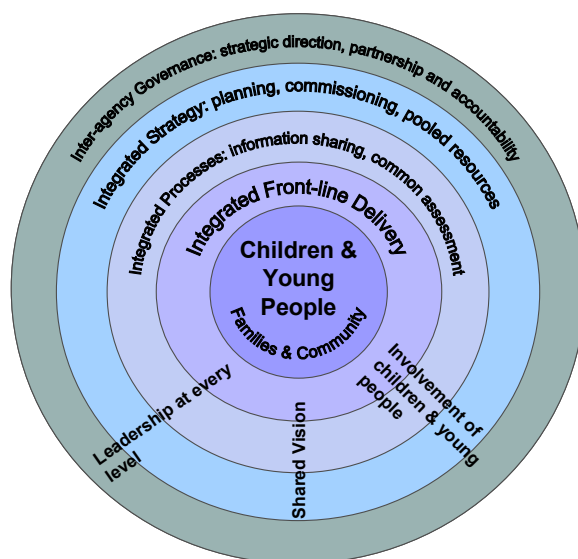 Inter-agency Governance: strategic direction, partnership and accountability
Integrated Strategy: planning, commissioning, pooled resources
Integrated Processes: information sharing, common assessment
Integrated Front-line Delivery
Children &
Young
People
Families & Community
Leadership at every
level
Shared Vision
Involvement of
children & young
people